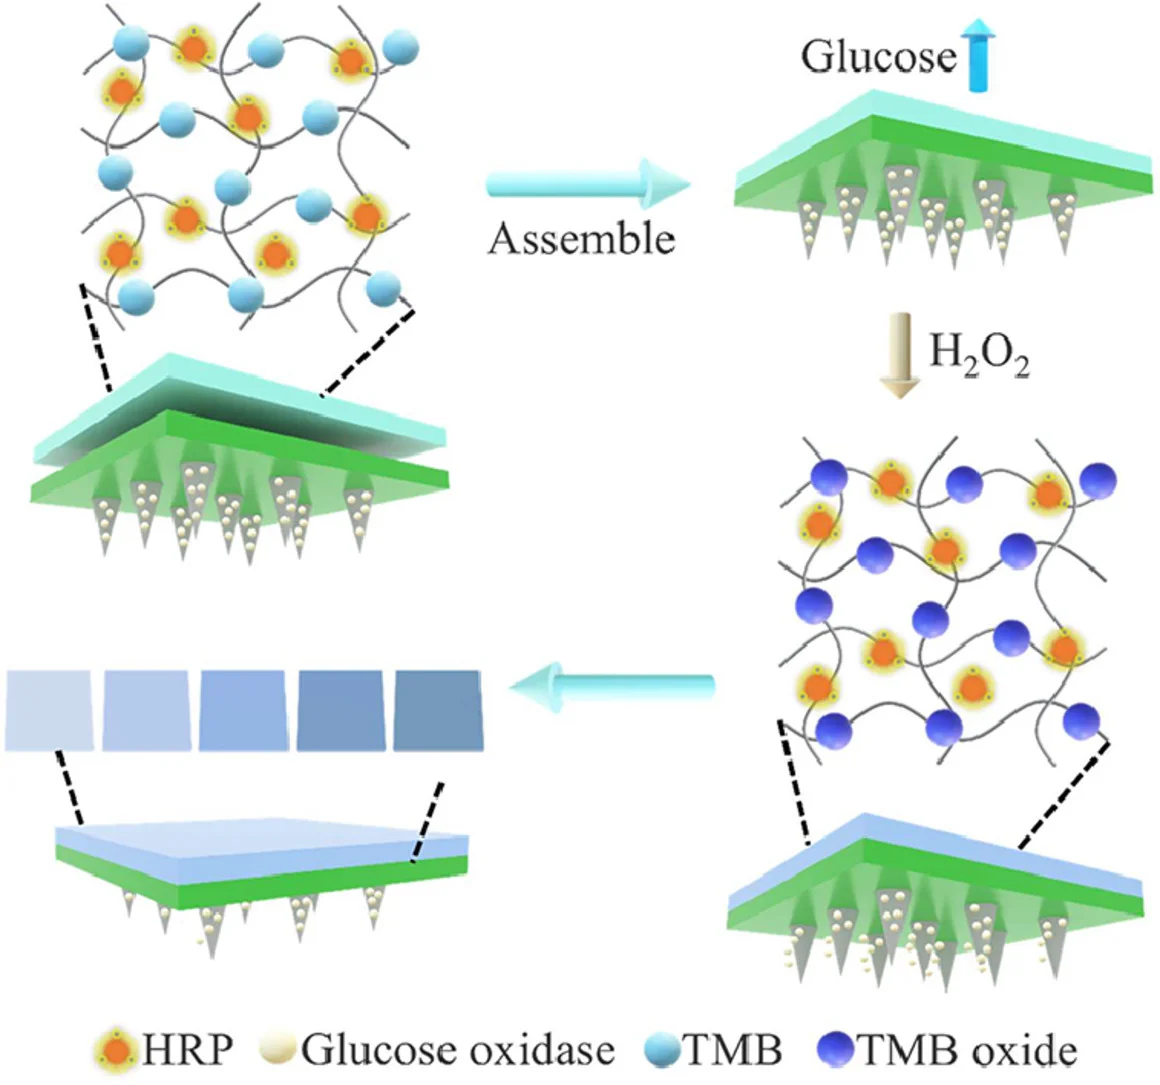 Glucose
Assemble
H₂O₂
HRP Glucose oxidase TMB TMB oxide